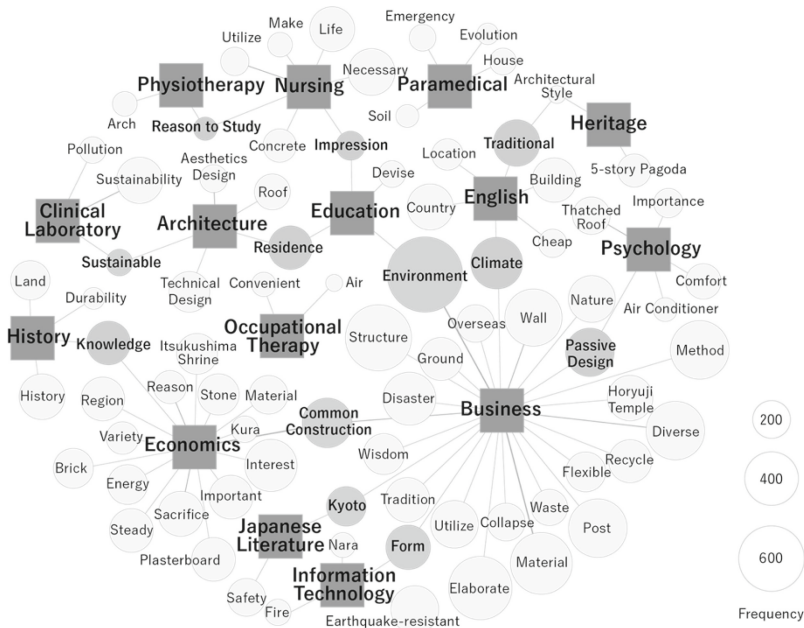 Emergency
Make
Life
Evolution
Utilize
House
Necessary
Physiotherapy
Nursing
Paramedical
Architectural
Style
Arch
Reason to Study
Soil
Heritage
Pollution
Concrete
Impression
Traditional
Aesthetics
Design
Location
5-story Pagoda
Sustainability
Devise
Building
Roof
English
Importance
Clinical
Laboratory
Architecture
Education
Country
Thatched
Roof
Sustainable
Residence
Cheap
Psychology
Environment
Climate
Land
Technical
Design
Convenient
Air
Comfort
Durability
Nature
Air Conditioner
History
Knowledge
Itsukushima
Shrine
Occupational
Therapy
Structure
Overseas
Wall
Ground
Passive
Design
Method
History
Reason
Stone
Material
Disaster
Horyuji
Temple
Region
Common
Construction
Business
200
Variety
Kura
Economics
Diverse
Brick
Interest
Wisdom
Recycle
Flexible
400
Energy
Important
Sacrifice
Kyoto
Tradition
Waste
Steady
Japanese
Literature
Utilize
Collapse
Post
Plasterboard
Nara
Form
Material
600
Information
Technology
Elaborate
Safety
Fire
Earthquake-resistant
Frequency